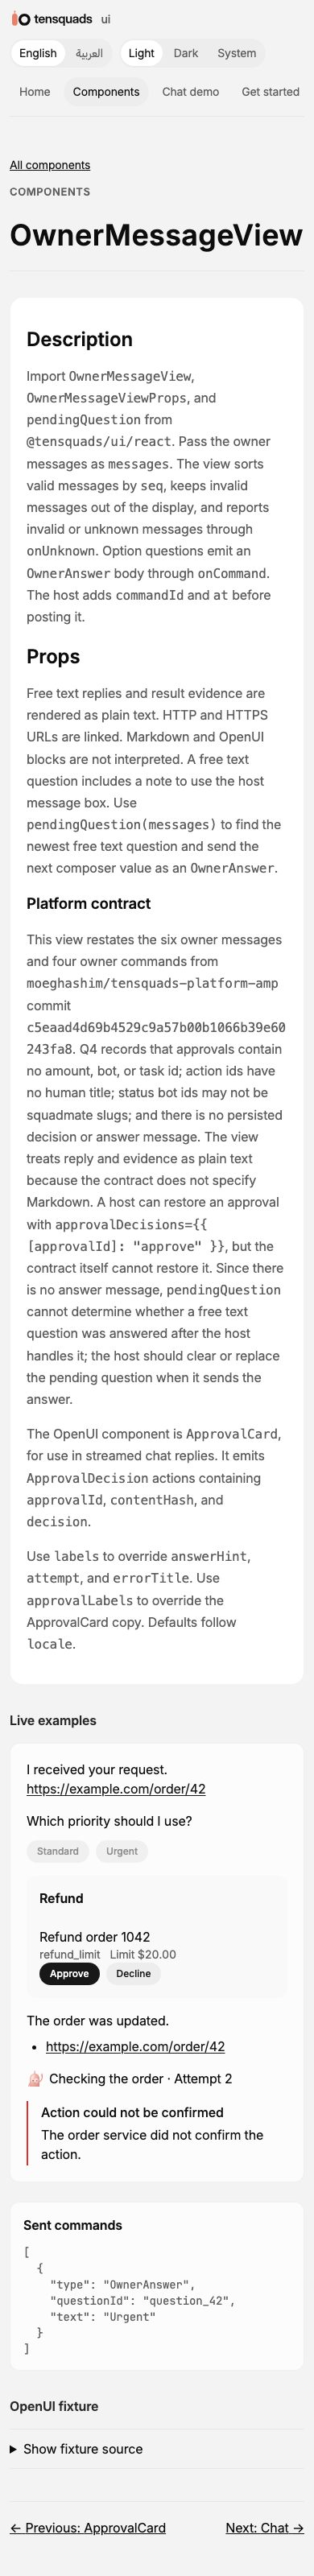 tensquads ui
English العربية Light Dark System
Home Components Chat demo Get started
All components
COMPONENTS
OwnerMessageView
Description
Import OwnerMessageView,
OwnerMessageViewProps, and
pendingQuestion from
@tensquads/ui/react. Pass the owner
messages as messages. The view sorts
valid messages by seq, keeps invalid
messages out of the display, and reports
invalid or unknown messages through
onUnknown. Option questions emit an
OwnerAnswer body through onCommand.
The host adds commandId and at before
posting it.
Props
Free text replies and result evidence are
rendered as plain text. HTTP and HTTPS
URLs are linked. Markdown and OpenUI
blocks are not interpreted. A free text
question includes a note to use the host
message box. Use
pendingQuestion(messages) to find the
newest free text question and send the
next composer value as an OwnerAnswer.
Platform contract
This view restates the six owner messages
and four owner commands from
moeghashim/tensquads-platform-amp
commit
c5eaad4d69b4529c9a57b00b1066b39e60
243fa8. Q4 records that approvals contain
no amount, bot, or task id; action ids have
no human title; status bot ids may not be
squadmate slugs; and there is no persisted
decision or answer message. The view
treats reply and evidence as plain text
because the contract does not specify
Markdown. A host can restore an approval
with approvalDecisions={{
[approvalId]: "approve" }}, but the
contract itself cannot restore it. Since there
is no answer message, pendingQuestion
cannot determine whether a free text
question was answered after the host
handles it; the host should clear or replace
the pending question when it sends the
answer.
The OpenUI component is ApprovalCard,
for use in streamed chat replies. It emits
ApprovalDecision actions containing
approvalId, contentHash, and
decision.
Use labels to override answerHint,
attempt, and errorTitle. Use
approvalLabels to override the
ApprovalCard copy. Defaults follow
locale.
Live examples
I received your request.
https://example.com/order/42
Which priority should I use?
Standard Urgent
Refund
Refund order 1042
refund_limit Limit $20.00
Approve Decline
The order was updated.
• https://example.com/order/42
Checking the order · Attempt 2
Action could not be confirmed
The order service did not confirm the
action.
Sent commands
[
{
"type": "OwnerAnswer",
"questionId": "question_42",
"text": "Urgent"
}
]
OpenUI fixture
▶ Show fixture source
← Previous: ApprovalCard Next: Chat →